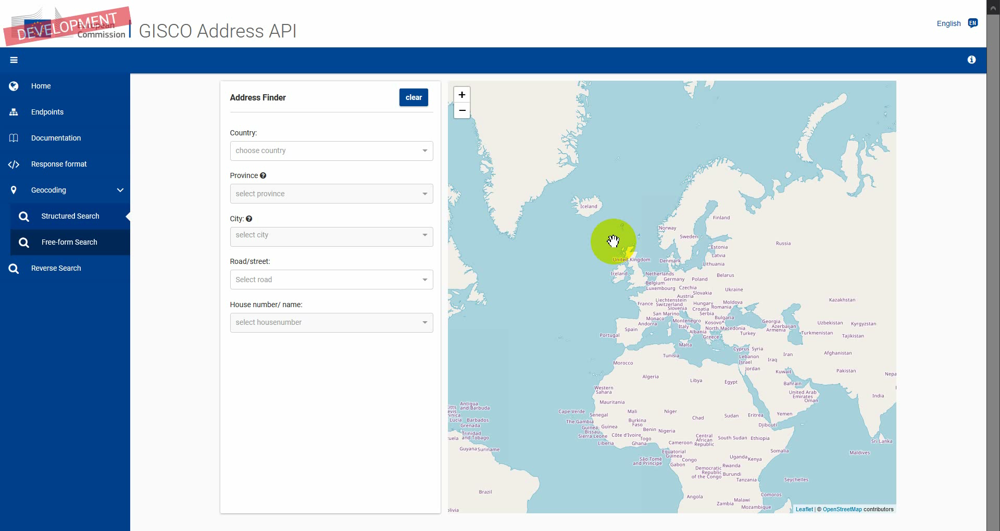 DEVELOPMENT
European
Commission
GISCO Address API
English EN
Home
Endpoints
Documentation
Response format
Geocoding
Structured Search
Free-form Search
Reverse Search
Address Finder
clear
Country:
choose country
Province
select province
City:
select city
Road/street:
Select road
House number/ name:
select housenumber
+
−
Iceland
Finland
Norway
Sweden
Russia
Estonia
Latvia
United Kingdom
Denmark
Lithuania
Ireland
Netherlands
Belarus
Germany
Poland
Belgium
Luxembourg
Czechia
Ukraine
Slovakia
Austria
France
Liechtenstein
Switzerland
Hungary
Moldova
Kazakhstan
Slovenia
Croatia
Romania
San Marino
Serbia
Monaco
Bulgaria
Andorra
Montenegro
Kosovo*
Georgia
Uzbekistan
Kyrgyzstan
Spain
Italy
North Macedonia
Azerbaijan
Armenia
Portugal
Albania
Turkey
Turkmenistan
Tajikistan
Greece
Malta
Cyprus
Syria
Tunisia
Lebanon
Iran
Afghanistan
Morocco
Israel
Iraq
Jordan
Kuwait
Pakistan
Nepa
Algeria
Libya
Egypt
Bahrain
Western
Sahara
United Arab
Emirates
India
Oman
Mauritania
Antigua
and Barbuda
Kitts
evis
Cape Verde
Senegal
Mali
Niger
Chad
Sudan
Eritrea
Yemen
Lucia
Barbados
The Gambia
Burkina
Faso
Grenada
Guinea-
Bissau
Guinea
Benin
Nigeria
Djibouti
Trinidad
and Tobago
Sierra Leone
Côte d'Ivoire
Togo
Central
African
Republic
South Sudan
Ethiopia
zuela
Liberia
Ghana
Cameroon
Sri Lanka
Guyana
Suriname
Equatorial
Guinea
Somalia
Maldives
São Tomé
and Príncipe
Congo
Gabon
Uganda
Kenya
Democratic
Republic
of the Congo
Rwanda
Burundi
Tanzania
Seychelles
Brazil
Angola
Comoros
Zambia
Malawi
Mozambique
olivia
Leaflet | © OpenStreetMap contributors